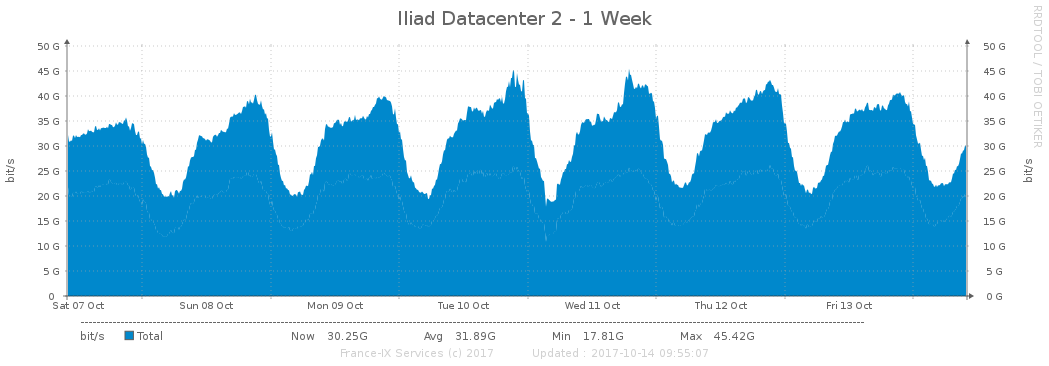 Iliad Datacenter 2 - 1 Week
RRDTOOL / TOBI OETIKER
50 G 50 G
45 G 45 G
40 G 40 G
35 G 35 G
30 G 30 G
25 G 25 G
20 G 20 G
15 G 15 G
10 G 10 G
5 G 5 G
0 0 G
bit/s bit/s
Sat 07 Oct Sun 08 Oct Mon 09 Oct Tue 10 Oct Wed 11 Oct Thu 12 Oct Fri 13 Oct
bit/s Total Now 30.25G Avg 31.89G Min 17.81G Max 45.42G
France-IX Services (c) 2017 Updated : 2017-10-14 09:55:07